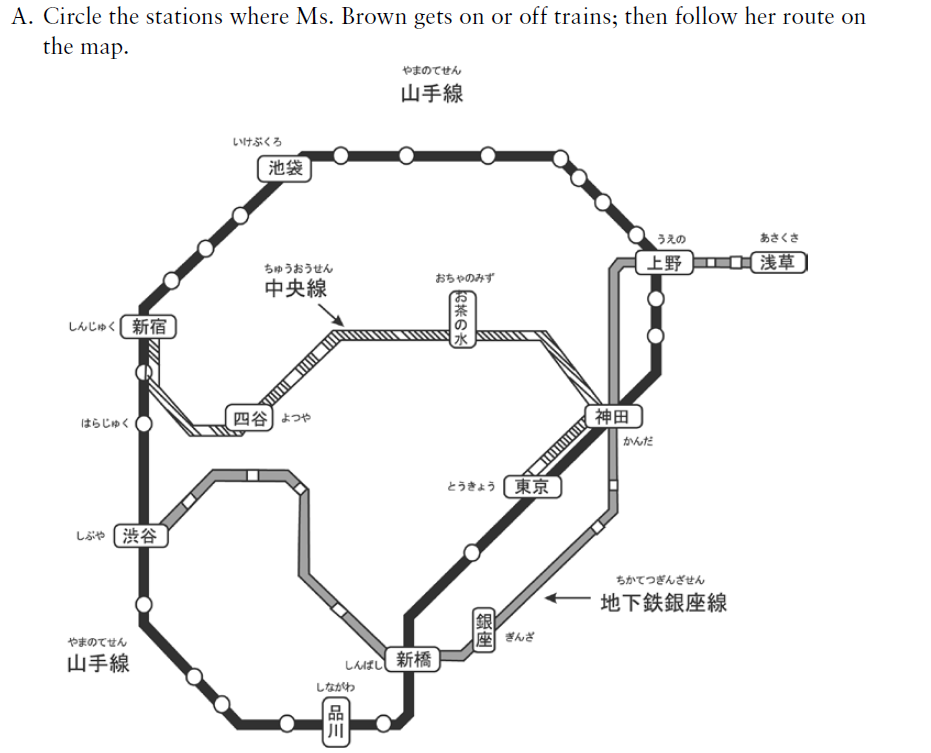 A. Circle the stations where Ms. Brown gets on or off trains; then follow her route on
the map.
やまのてせん
山手線
いけぶくろ
池袋
うえの
上野
あさくさ
浅草
ちゅうおうせん
中央線
おちゃのみず
お茶の水
しんじゅく
新宿
はらじゅく
四谷
よつや
神田
かんだ
とうきょう
東京
しぶや
渋谷
ちかてつぎんざせん
地下鉄銀座線
銀座
ぎんざ
やまのてせん
山手線
しんばし
新橋
しながわ
品川